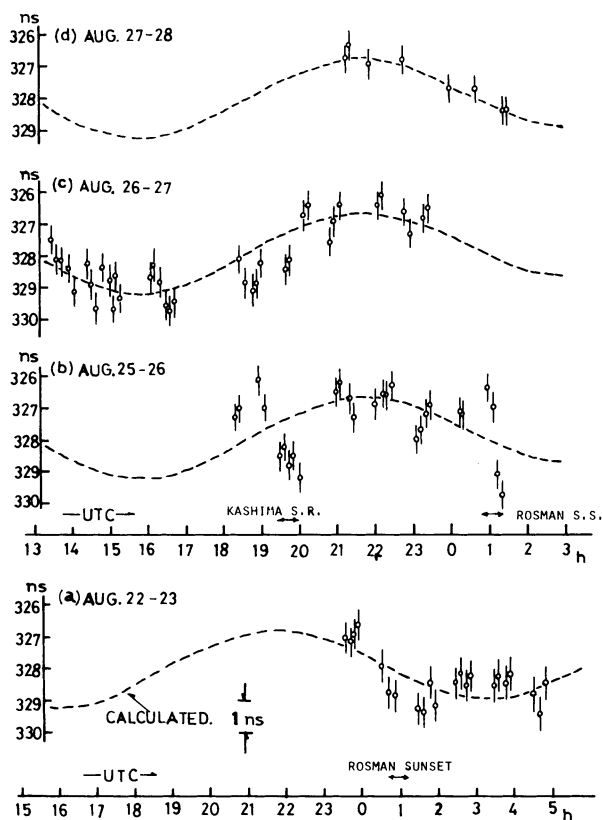 ns
326
(d) AUG. 27-28
327
328
329
ns
326
(c) AUG. 26-27
327
328
329
330
ns
326
(b) AUG. 25-26
327
328
329
330
—UTC→
KASHIMA S.R.
ROSMAN S.S.
13 14 15 16 17 18 19 20 21 22 23 0 1 2 3 h
ns
326
(a) AUG. 22-23
327
328
329
330
CALCULATED.
1 ns
—UTC→
ROSMAN SUNSET
15 16 17 18 19 20 21 22 23 0 1 2 3 4 5 h